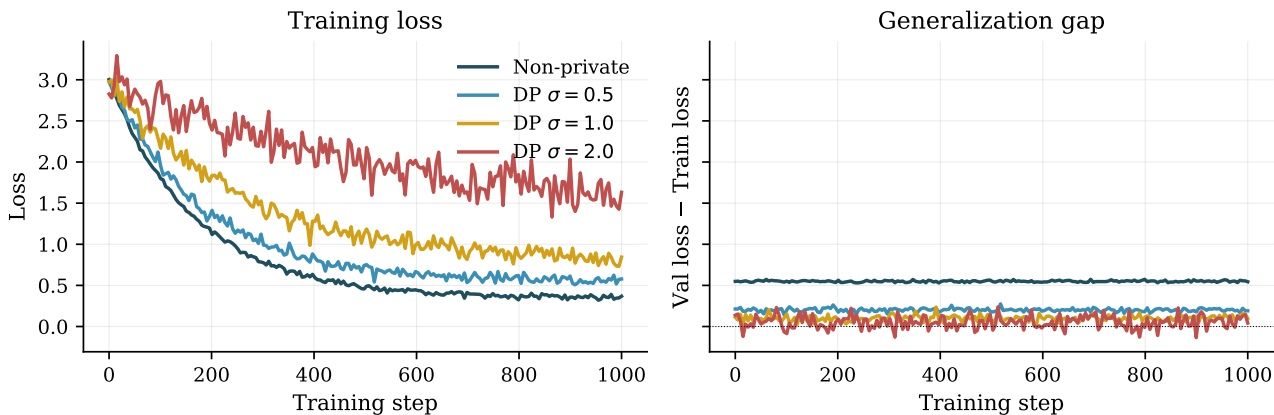 Training loss
Loss
3.0
2.5
2.0
1.5
1.0
0.5
0.0
0 200 400 600 800 1000
Training step
Non-private
DP σ = 0.5
DP σ = 1.0
DP σ = 2.0
Generalization gap
Val loss − Train loss
0 200 400 600 800 1000
Training step